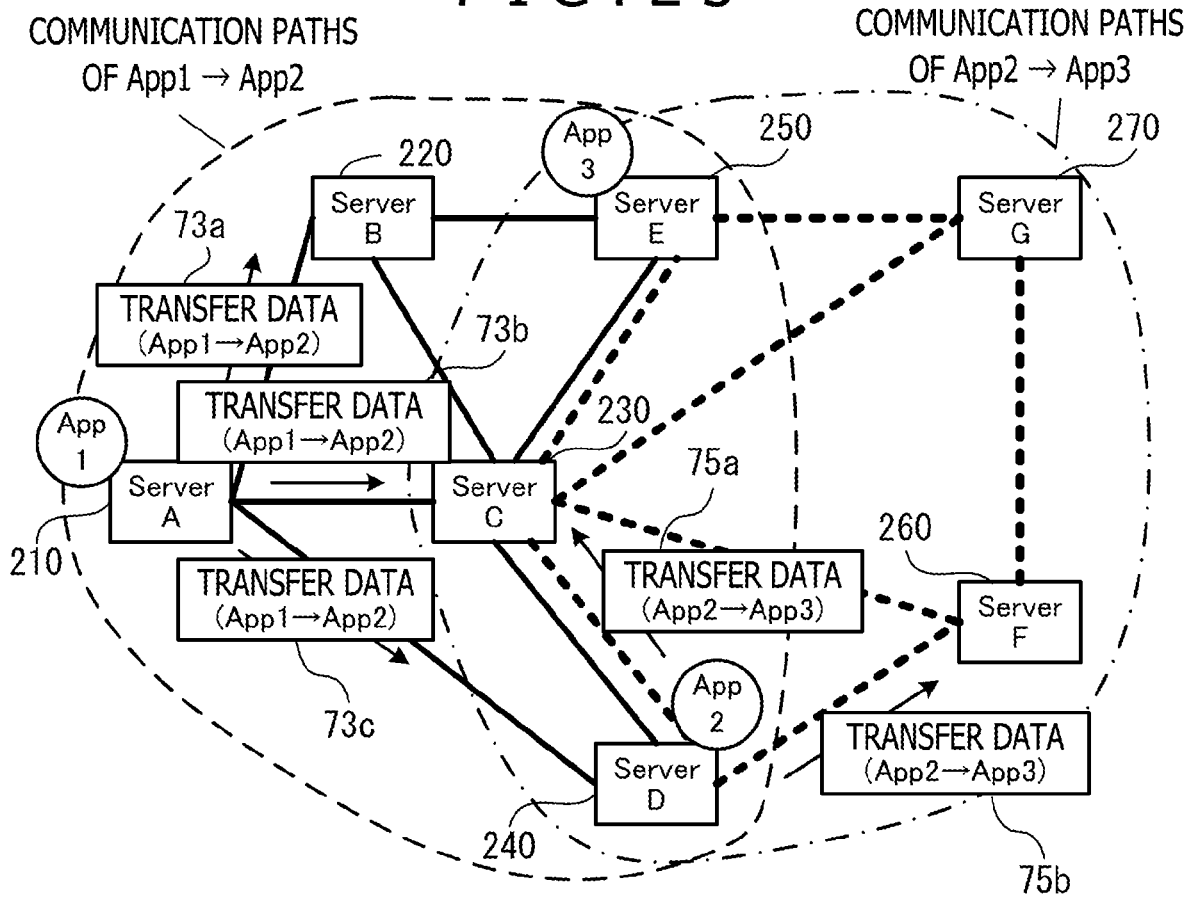 COMMUNICATION PATHS
OF App1 → App2
COMMUNICATION PATHS
OF App2 → App3
App
3
250
270
220
Server
B
Server
E
Server
G
73a
TRANSFER DATA
(App1→App2)
73b
TRANSFER DATA
(App1→App2)
App
1
230
Server
A
Server
C
75a
210
260
TRANSFER DATA
(App1→App2)
TRANSFER DATA
(App2→App3)
Server
F
73c
App
2
TRANSFER DATA
(App2→App3)
Server
D
240
75b